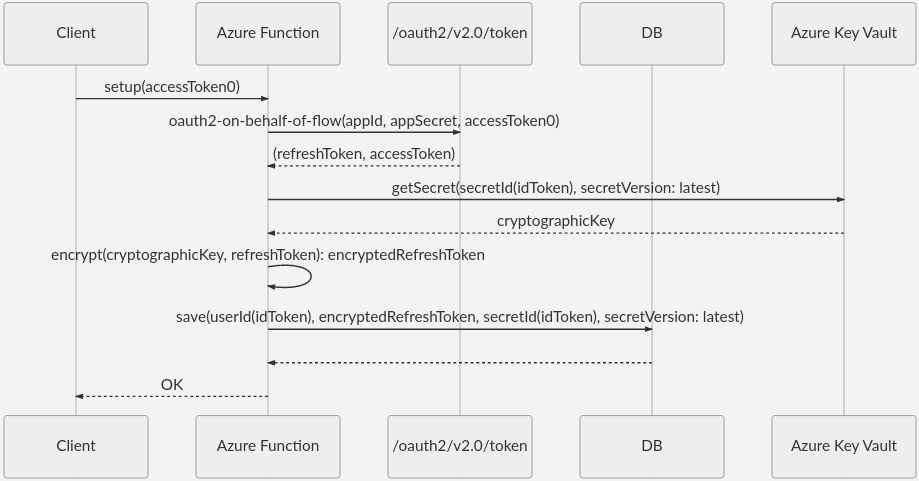 Client
Azure Function
/oauth2/v2.0/token
DB
Azure Key Vault
setup(accessToken0)
oauth2-on-behalf-of-flow(appId, appSecret, accessToken0)
(refreshToken, accessToken)
getSecret(secretId(idToken), secretVersion: latest)
cryptographicKey
encrypt(cryptographicKey, refreshToken): encryptedRefreshToken
save(userId(idToken), encryptedRefreshToken, secretId(idToken), secretVersion: latest)
OK
Client
Azure Function
/oauth2/v2.0/token
DB
Azure Key Vault